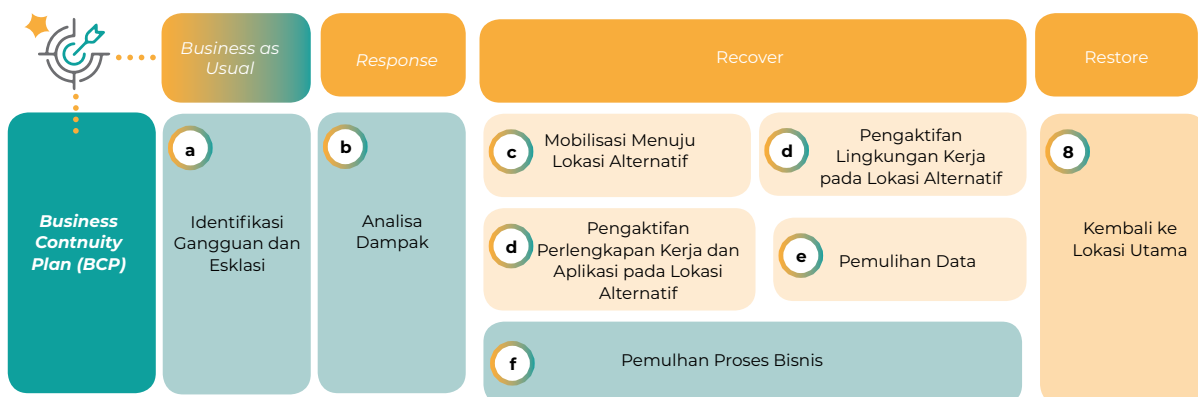 Business as
Usual
Response
Recover
Restore
Business
Contnuity
Plan (BCP)
a
Identifikasi
Gangguan dan
Esklasi
b
Analisa
Dampak
c
Mobilisasi Menuju
Lokasi Alternatif
d
Pengaktifan
Lingkungan Kerja
pada Lokasi Alternatif
d
Pengaktifan
Perlengkapan Kerja dan
Aplikasi pada Lokasi
Alternatif
e
Pemulihan Data
f
Pemulhan Proses Bisnis
8
Kembali ke
Lokasi Utama